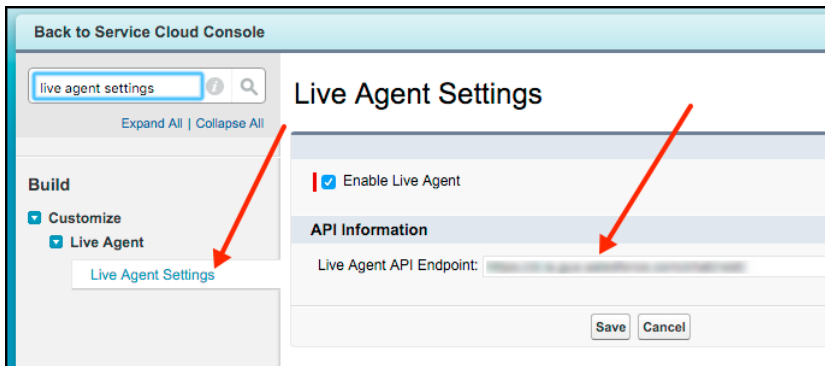 Back to Service Cloud Console
live agent settings
Expand All | Collapse All
Build
Customize
Live Agent
Live Agent Settings
Live Agent Settings
Enable Live Agent
API Information
Live Agent API Endpoint:
Save Cancel